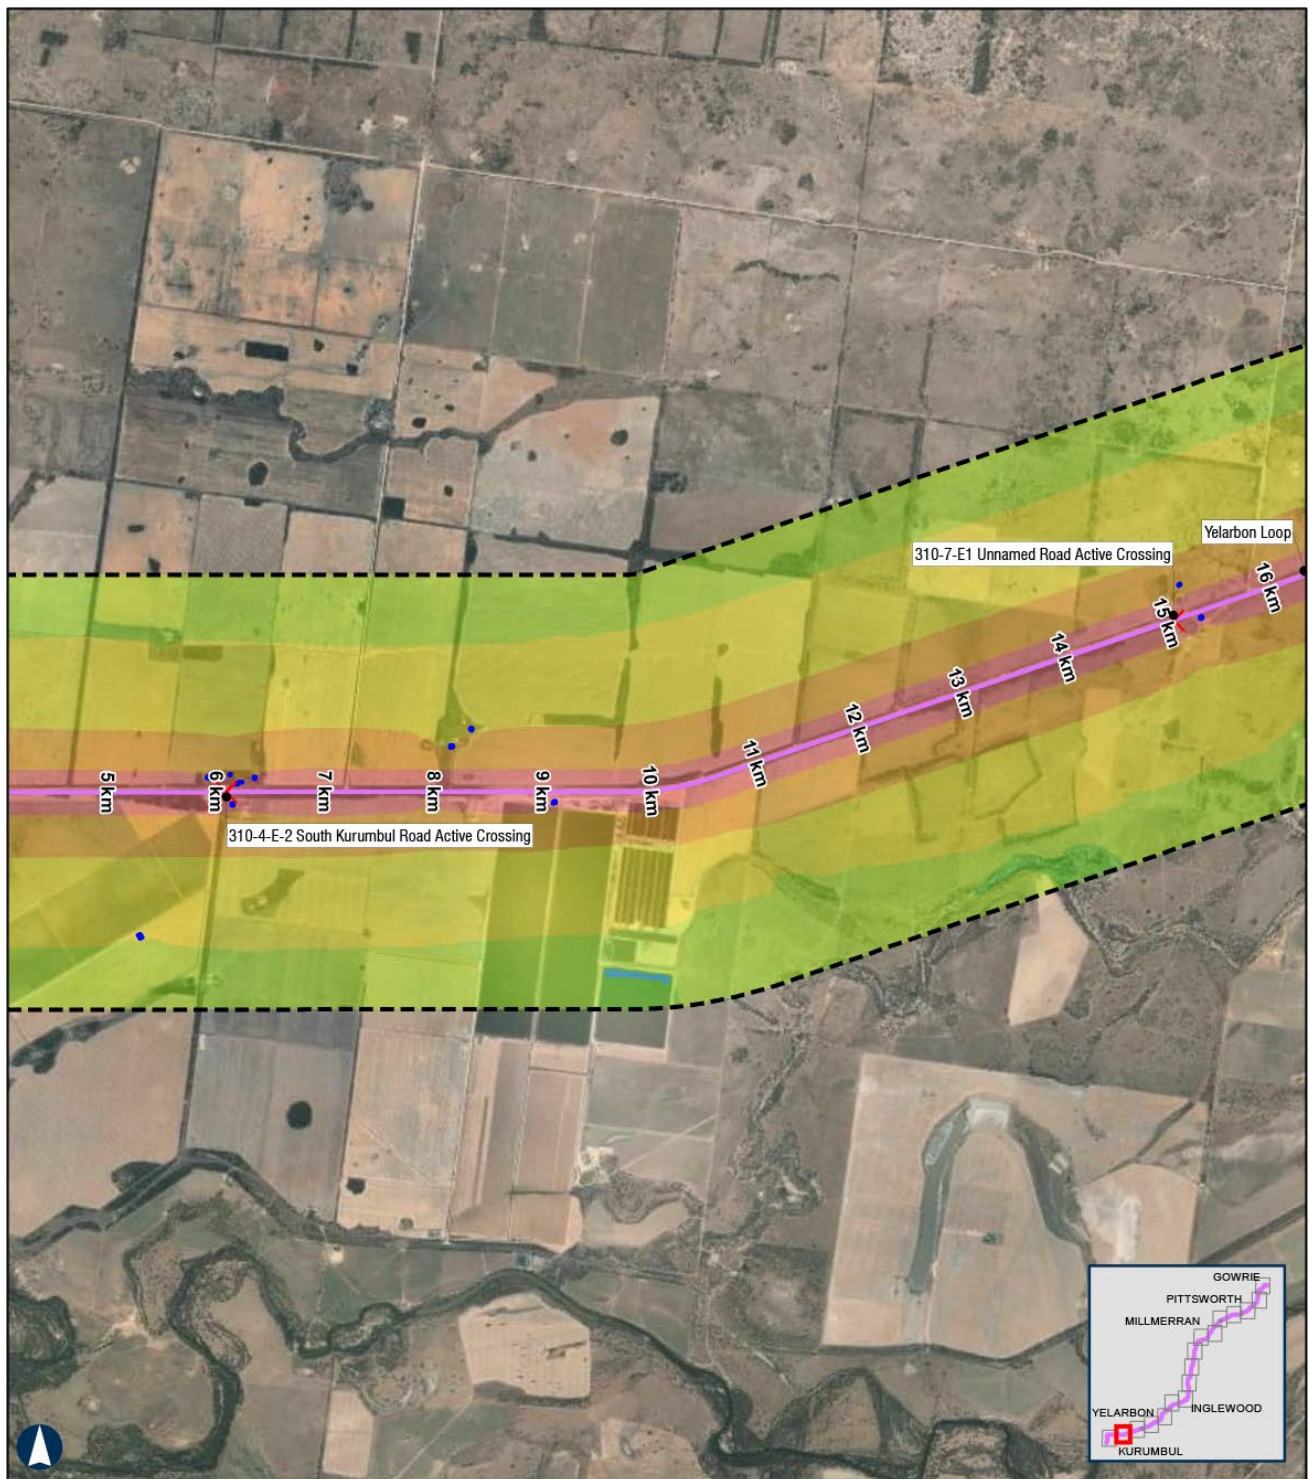 Yelarbon Loop
310-7-E1 Unnamed Road Active Crossing
16 km
15 km
14 km
13 km
12 km
11 km
10 km
9 km
8 km
7 km
6 km
5 km
310-4-E-2 South Kurumbul Road Active Crossing
GOWRIE
PITTSWORTH
MILLMERRAN
YELARBON
INGLEWOOD
KURUMBUL